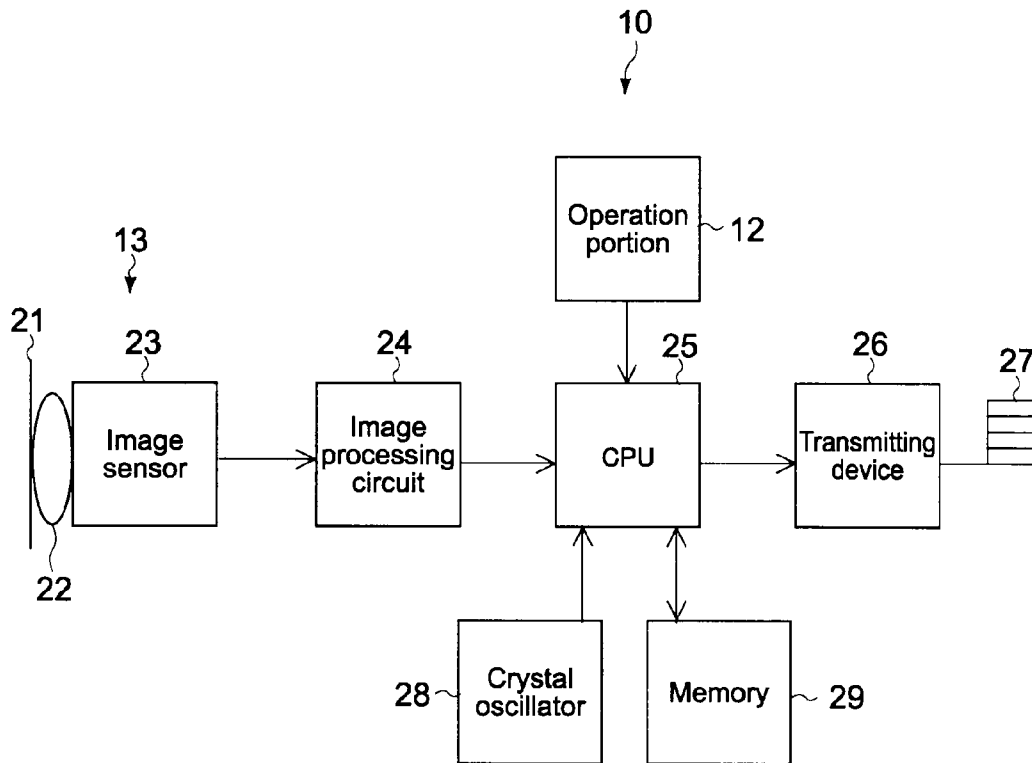 10
Operation
portion
12
13
21
23
24
25
26
27
Image
sensor
Image
processing
circuit
CPU
Transmitting
device
22
28
Crystal
oscillator
Memory
29